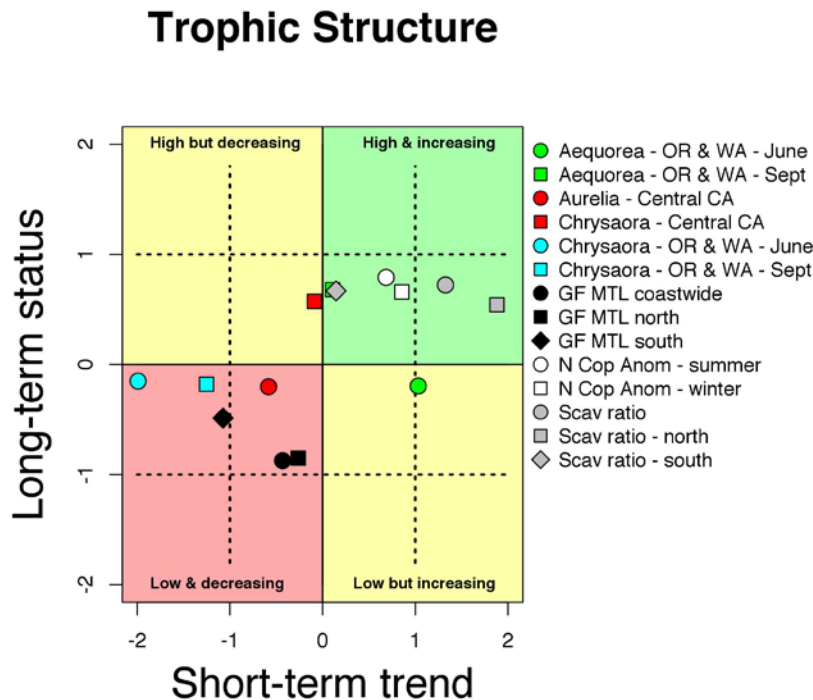 Trophic Structure
High but decreasing
High & increasing
Low & decreasing
Low but increasing
Long-term status
2
1
0
-1
-2
-2
-1
0
1
2
Short-term trend
Aequorea - OR & WA - June
Aequorea - OR & WA - Sept
Aurelia - Central CA
Chrysaora - Central CA
Chrysaora - OR & WA - June
Chrysaora - OR & WA - Sept
GF MTL coastwide
GF MTL north
GF MTL south
N Cop Anom - summer
N Cop Anom - winter
Scav ratio
Scav ratio - north
Scav ratio - south